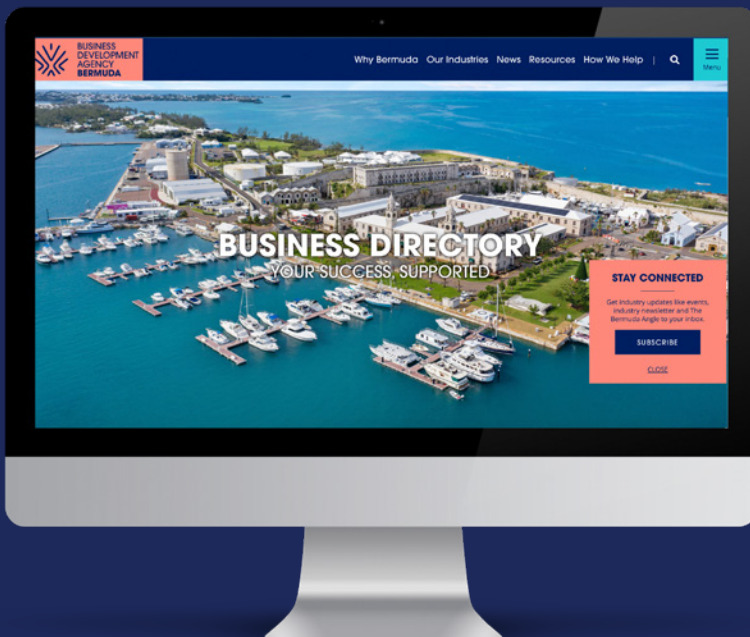 BUSINESS
DEVELOPMENT
AGENCY
BERMUDA
Why Bermuda Our Industries News Resources How We Help |
Menu
BUSINESS DIRECTORY
YOUR SUCCESS, SUPPORTED
STAY CONNECTED
Get industry updates like events,
industry newsletter and The
Bermuda Angle to your inbox.
SUBSCRIBE
CLOSE